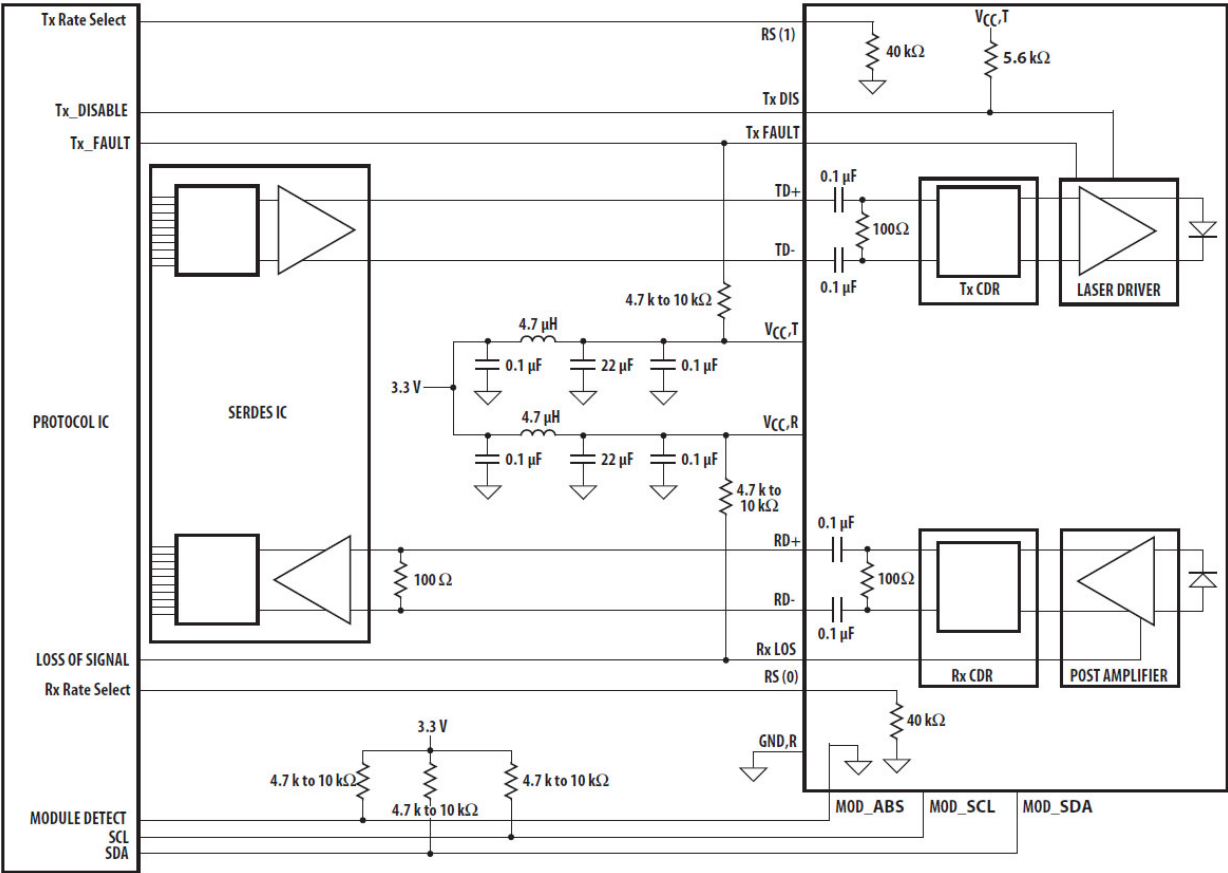 Tx Rate Select
RS (1)
40 kΩ
VCC,T
5.6 kΩ
Tx_DISABLE
Tx DIS
Tx_FAULT
Tx FAULT
TD+
0.1 µF
100Ω
TD-
0.1 µF
Tx CDR
LASER DRIVER
4.7 k to 10 kΩ
4.7 µH
VCC,T
0.1 µF
22 µF
0.1 µF
3.3 V
PROTOCOL IC
SERDES IC
4.7 µH
VCC,R
0.1 µF
22 µF
0.1 µF
4.7 k to
10 kΩ
RD+
0.1 µF
100 Ω
100Ω
RD-
0.1 µF
LOSS OF SIGNAL
Rx LOS
Rx CDR
POST AMPLIFIER
Rx Rate Select
RS (0)
40 kΩ
3.3 V
GND,R
4.7 k to 10 kΩ
4.7 k to 10 kΩ
4.7 k to 10 kΩ
MODULE DETECT
MOD_ABS
MOD_SCL
MOD_SDA
SCL
SDA